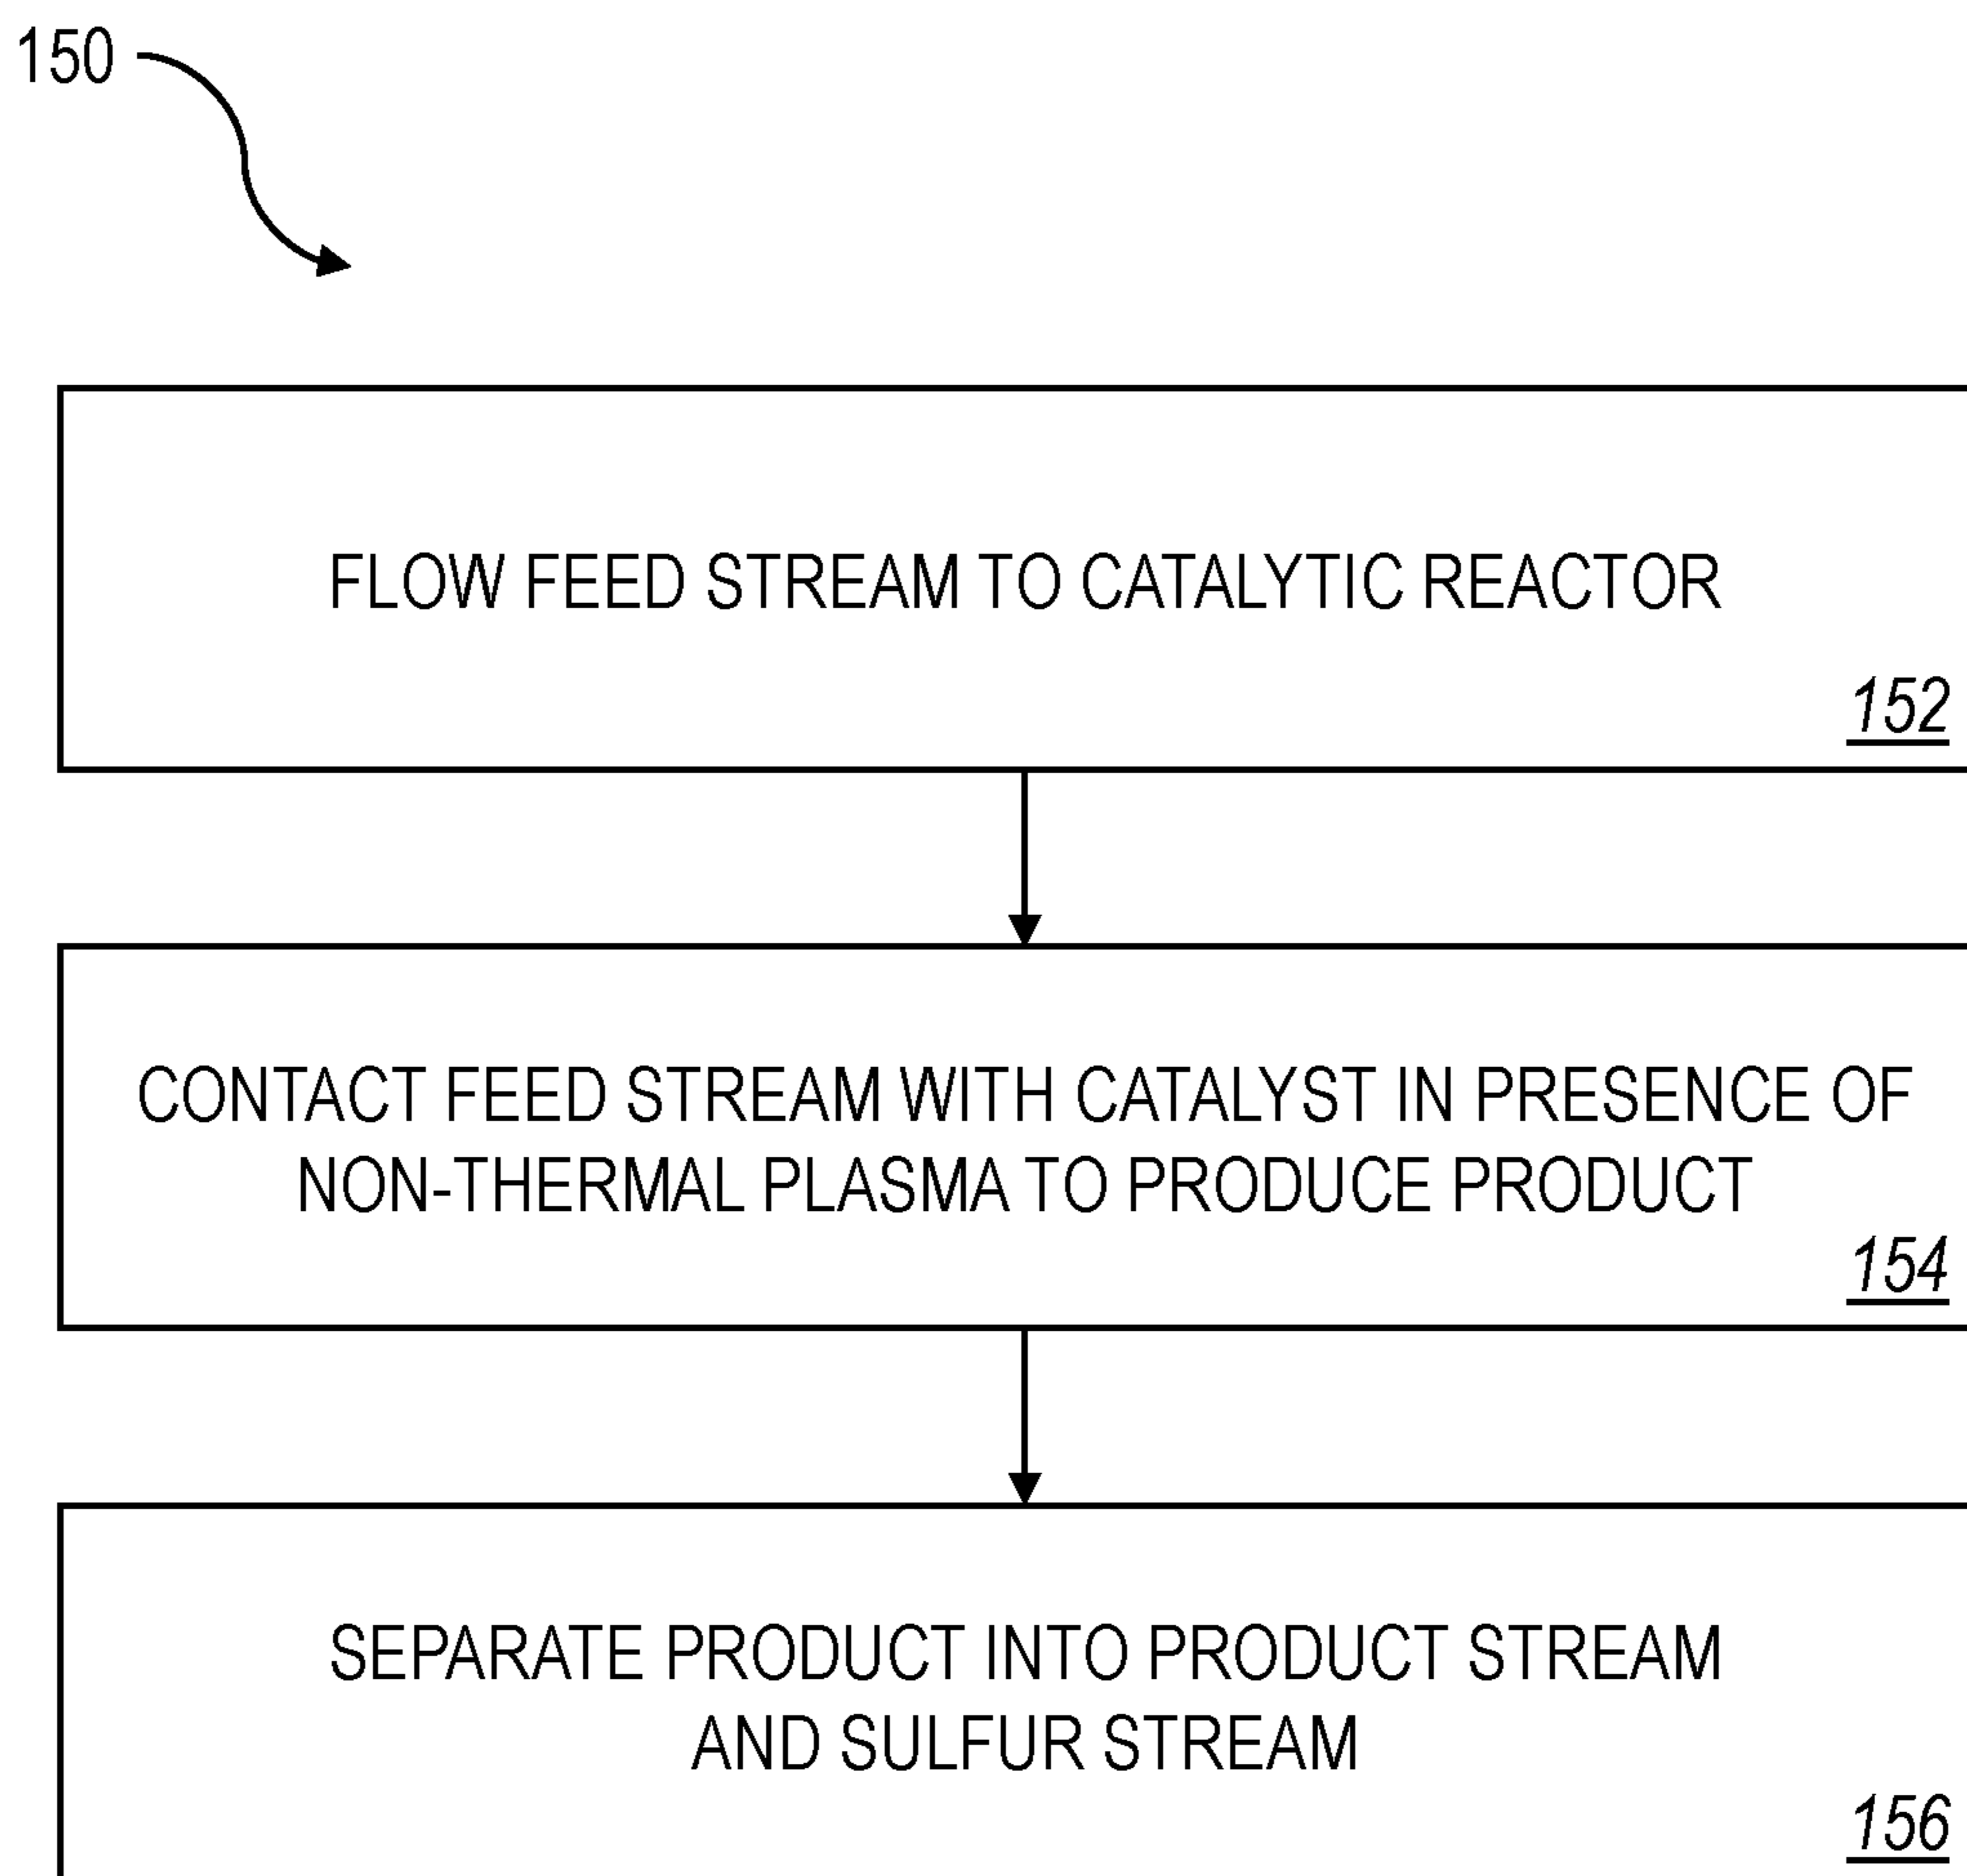 150
FLOW FEED STREAM TO CATALYTIC REACTOR
152
CONTACT FEED STREAM WITH CATALYST IN PRESENCE OF
NON-THERMAL PLASMA TO PRODUCE PRODUCT
154
SEPARATE PRODUCT INTO PRODUCT STREAM
AND SULFUR STREAM
156